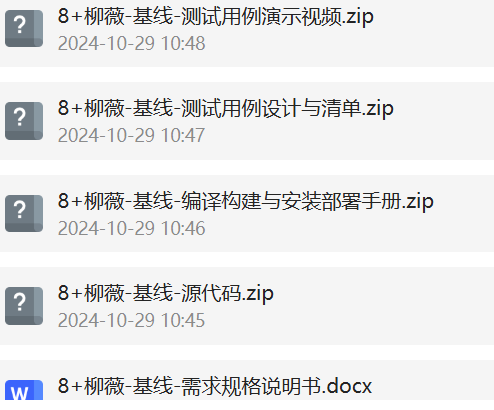 8+柳薇-基线-测试用例演示视频.zip
2024-10-29 10:48
8+柳薇-基线-测试用例设计与清单.zip
2024-10-29 10:47
8+柳薇-基线-编译构建与安装部署手册.zip
2024-10-29 10:46
8+柳薇-基线-源代码.zip
2024-10-29 10:45
8+柳薇-基线-需求规格说明书.docx